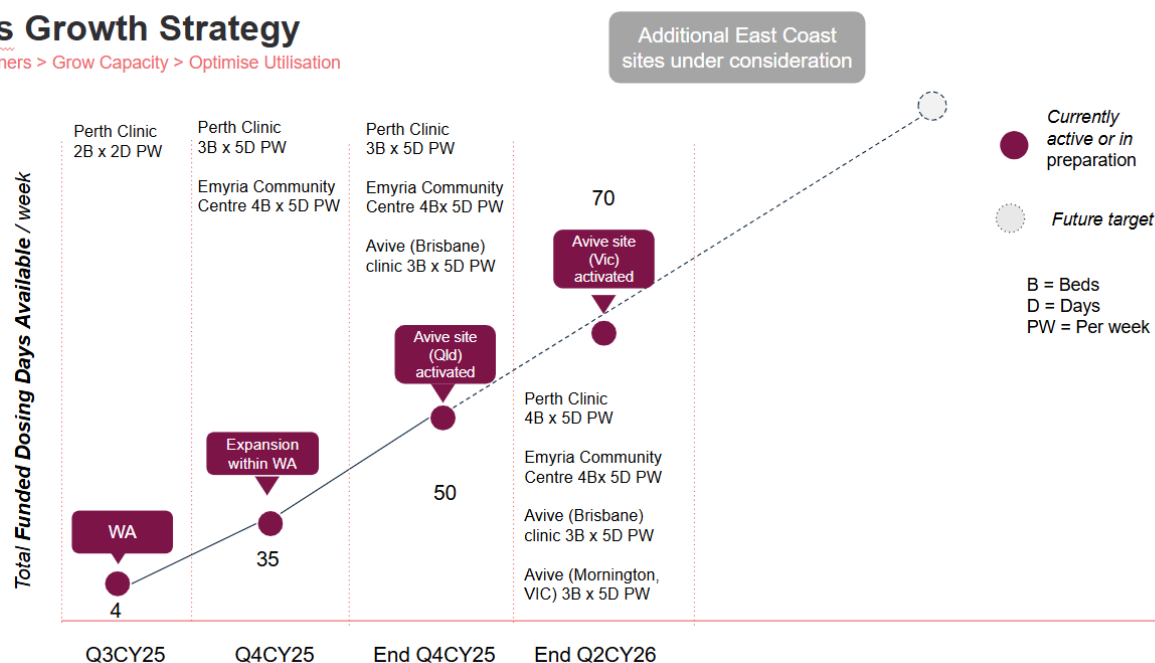 s Growth Strategy
ners > Grow Capacity > Optimise Utilisation
Additional East Coast
sites under consideration
Perth Clinic
2B x 2D PW
Perth Clinic
3B x 5D PW
Emyria Community
Centre 4B x 5D PW
Perth Clinic
3B x 5D PW
Emyria Community
Centre 4Bx 5D PW
Avive (Brisbane)
clinic 3B x 5D PW
70
Avive site
(Vic)
activated
Currently
active or in
preparation
Future target
B = Beds
D = Days
PW = Per week
Total Funded Dosing Days Available / week
Avive site
(Qld)
activated
50
Perth Clinic
4B x 5D PW
Emyria Community
Centre 4Bx 5D PW
Avive (Brisbane)
clinic 3B x 5D PW
Avive (Mornington,
VIC) 3B x 5D PW
Expansion
within WA
35
WA
4
Q3CY25
Q4CY25
End Q4CY25
End Q2CY26